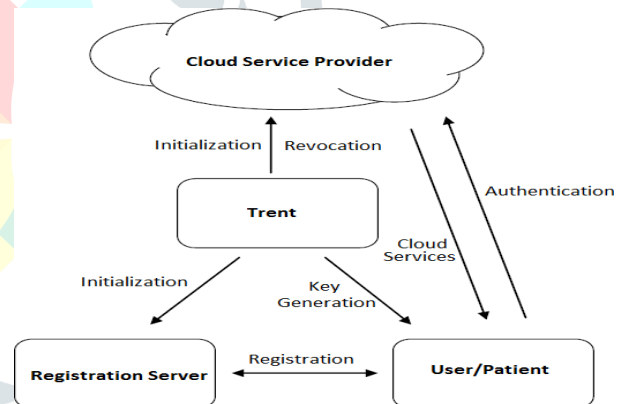 Cloud Service Provider
Initialization
Revocation
Authentication
Trent
Cloud
Services
Initialization
Key
Generation
Registration
Registration Server
User/Patient